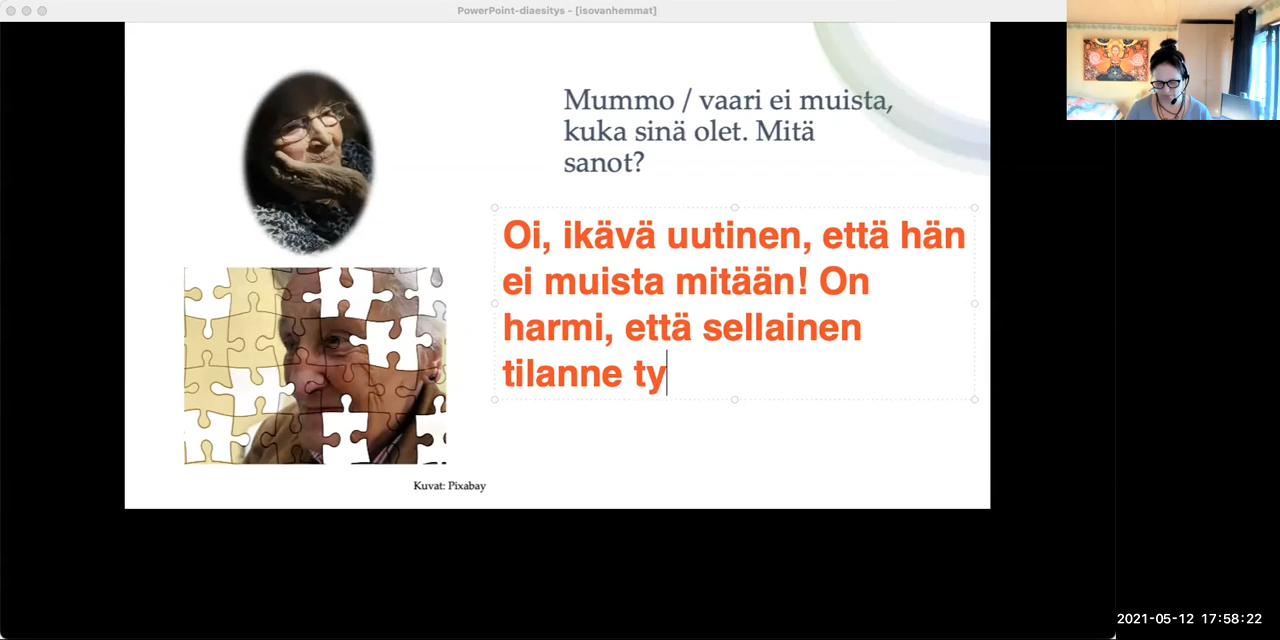 PowerPoint-diaesitys - [isovanhemmat]
Mummo / vaari ei muista,
kuka sinä olet. Mitä
sanot?
Oi, ikävä uutinen, että hän
ei muista mitään! On
harmi, että sellainen
tilanne ty
Kuvat: Pixabay
2021-05-12 17:58:22